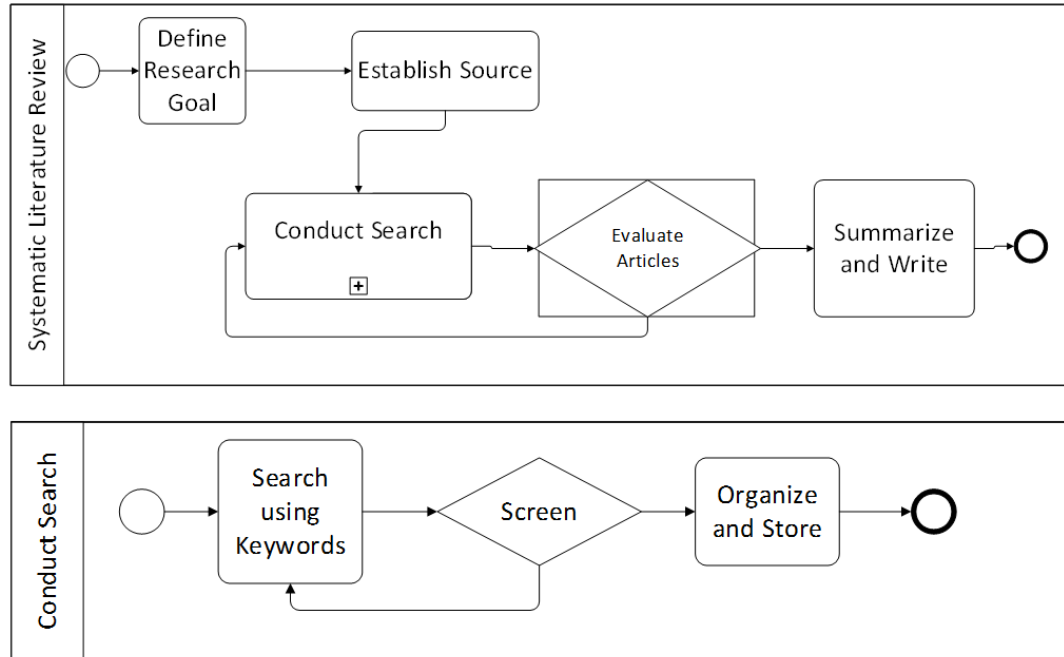 Systematic Literature Review
Define
Research
Goal
Establish Source
Conduct Search
+
Evaluate
Articles
Summarize
and Write
Conduct Search
Search
using
Keywords
Screen
Organize
and Store